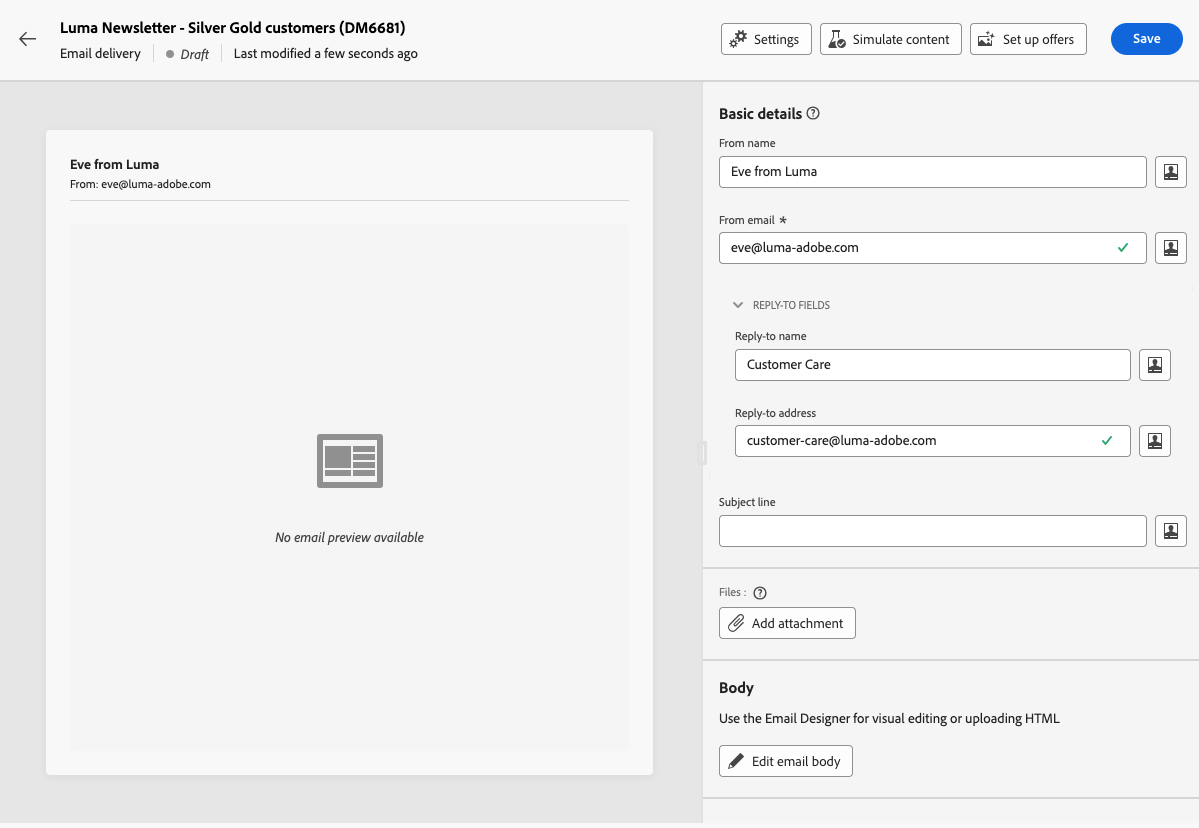 Luma Newsletter - Silver Gold customers (DM6681)
Email delivery
Draft
Last modified a few seconds ago
Settings
Simulate content
Set up offers
Save
Eve from Luma
From: eve@luma-adobe.com
No email preview available
Basic details
From name
Eve from Luma
From email *
eve@luma-adobe.com
REPLY-TO FIELDS
Reply-to name
Customer Care
Reply-to address
customer-care@luma-adobe.com
Subject line
Files :
Add attachment
Body
Use the Email Designer for visual editing or uploading HTML
Edit email body